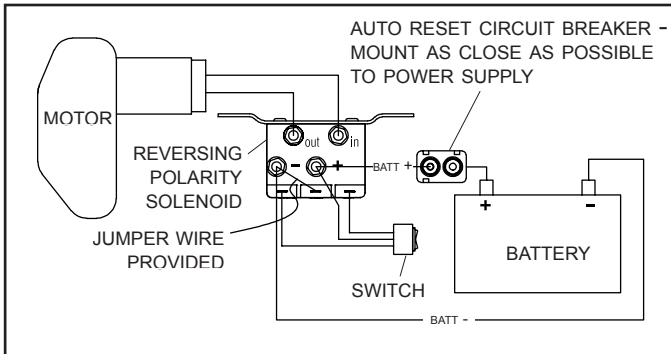 AUTO RESET CIRCUIT BREAKER -
MOUNT AS CLOSE AS POSSIBLE
TO POWER SUPPLY
MOTOR
out in
REVERSING
POLARITY
SOLENOID
- +
BATT +
+ -
JUMPER WIRE
PROVIDED
BATTERY
SWITCH
BATT -